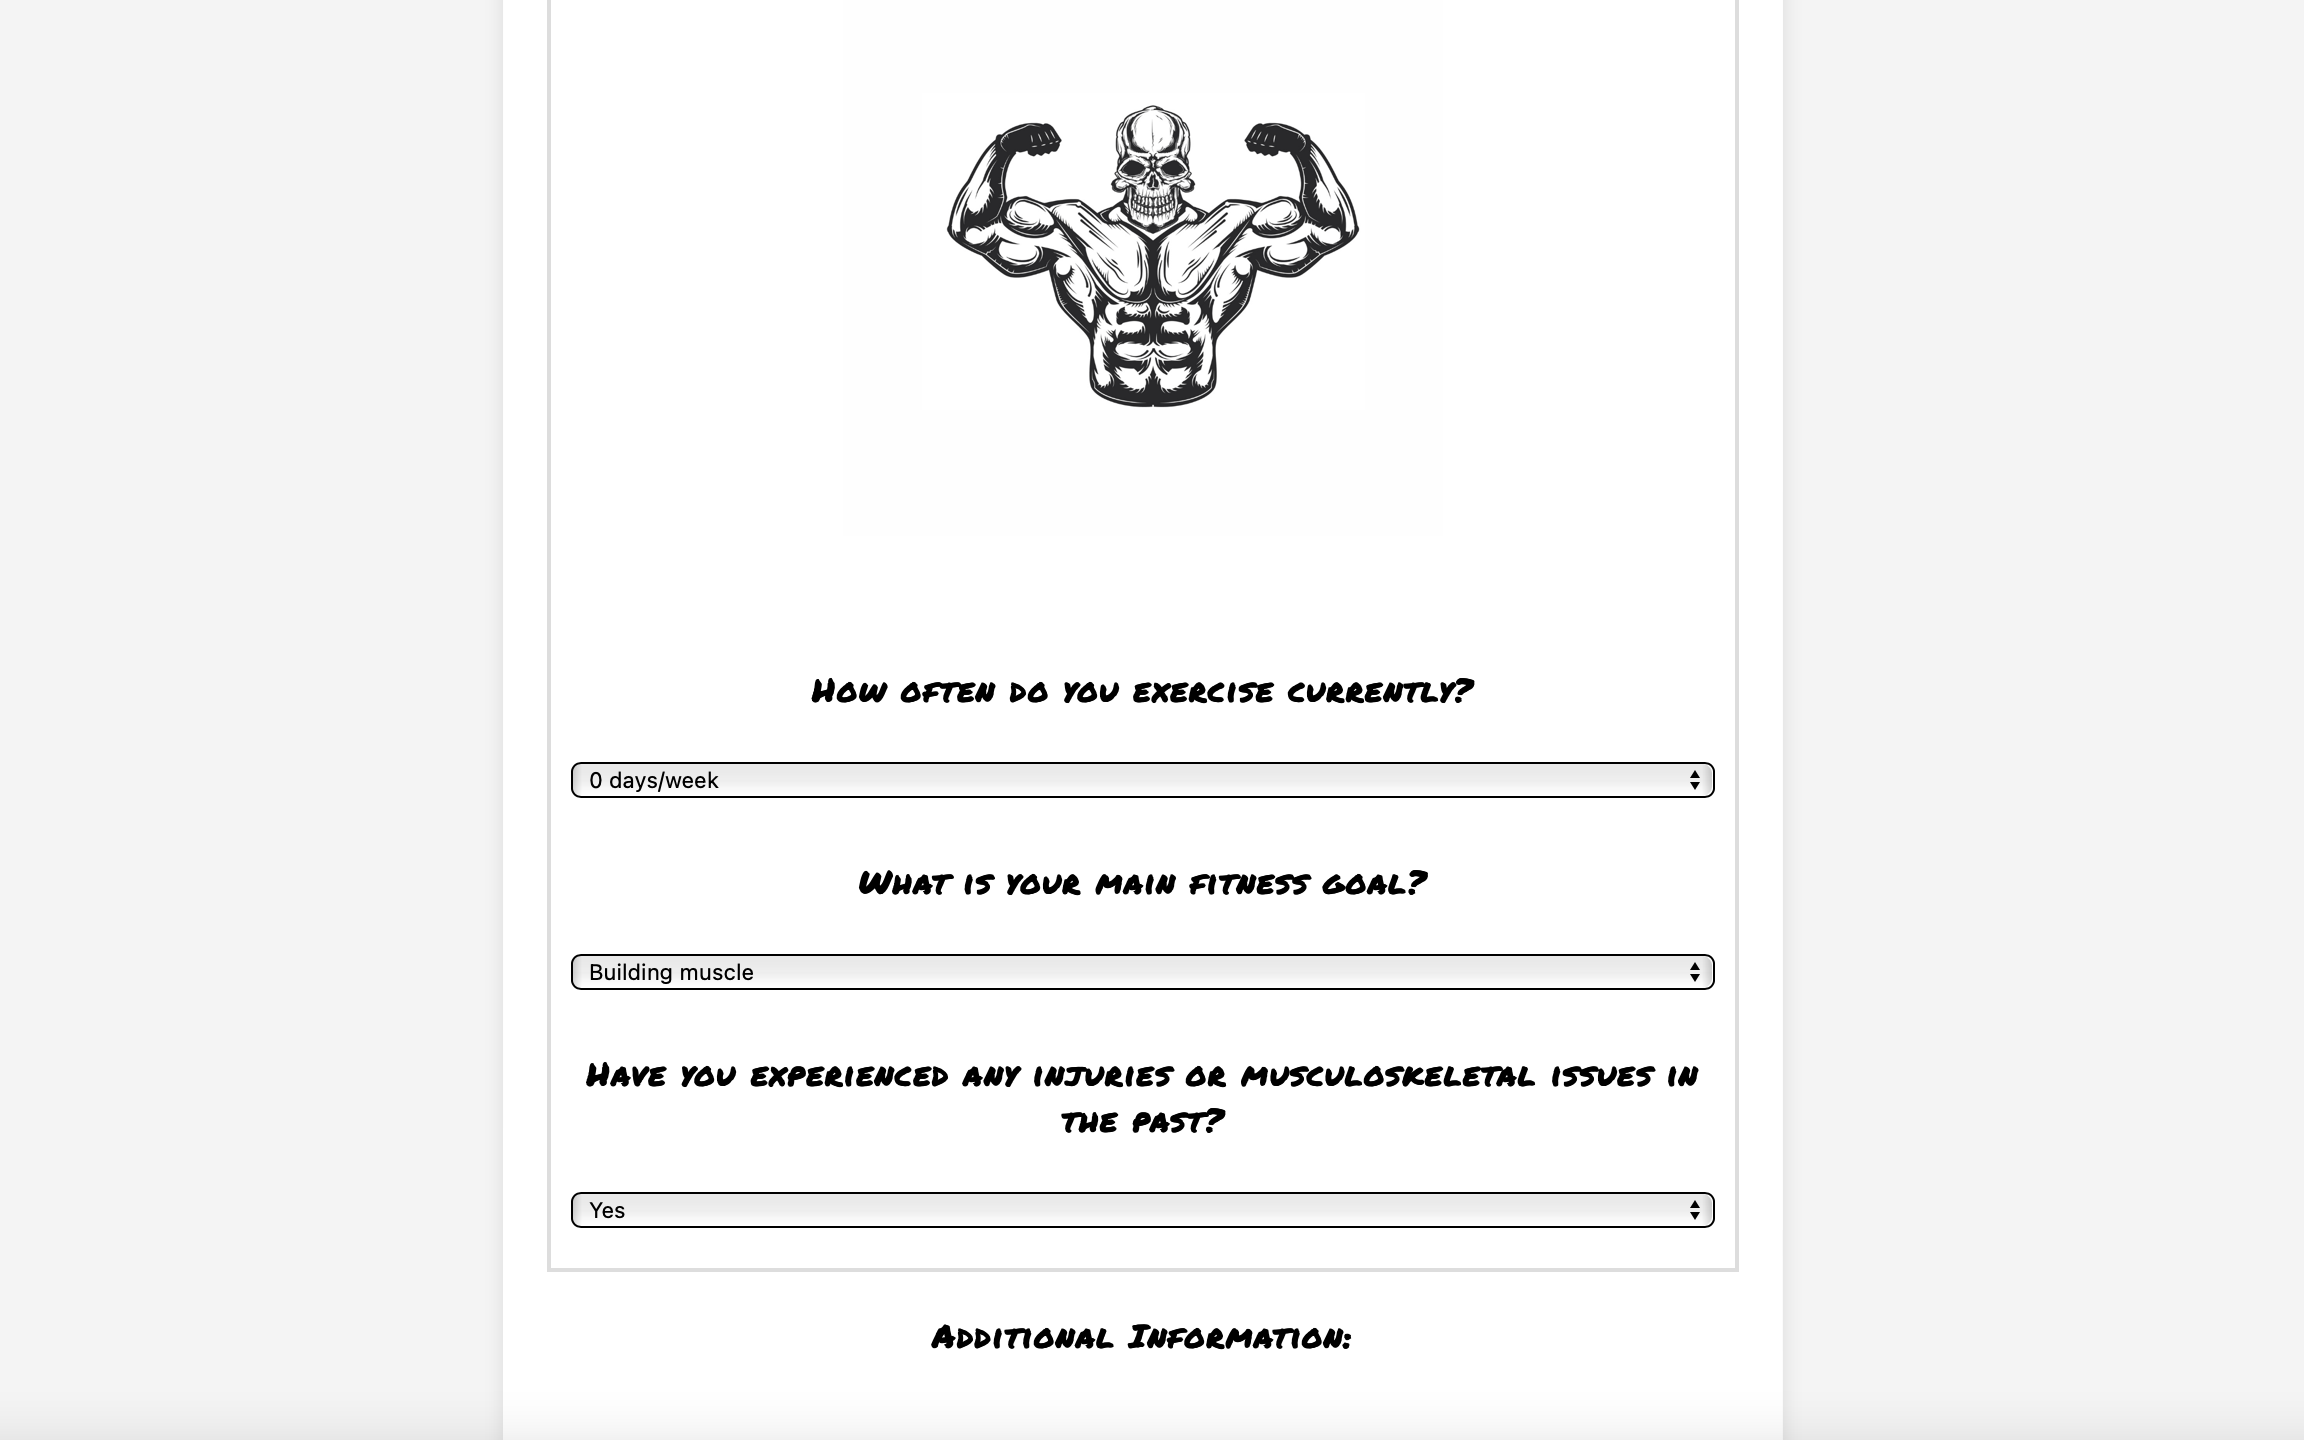 How often do you exercise currently?
0 days/week
What is your main fitness goal?
Building muscle
Have you experienced any injuries or musculoskeletal issues in
the past?
Yes
Additional Information: